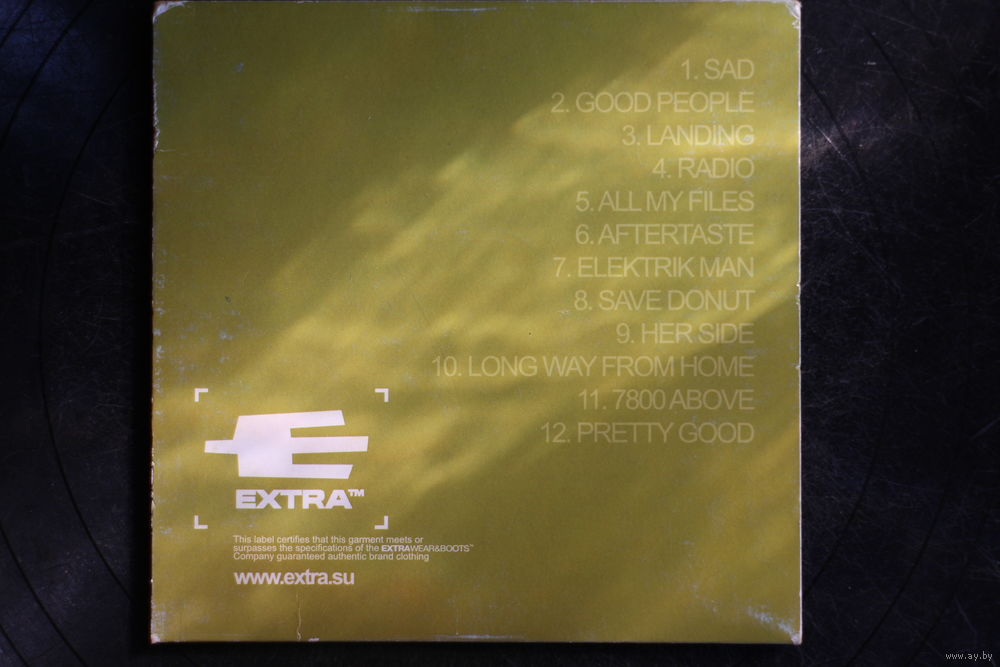 1. SAD
2. GOOD PEOPLE
3. LANDING
4. RADIO
5. ALL MY FILES
6. AFTERTASTE
7. ELEKTRIK MAN
8. SAVE DONUT
9. HER SIDE
10. LONG WAY FROM HOME
11. 7800 ABOVE
12. PRETTY GOOD
EXTRA™
This label certifies that this garment meets or
surpasses the specifications of the EXTRAWEAR&BOOTS™
Company guaranteed authentic brand clothing
www.extra.su
www.ay.by